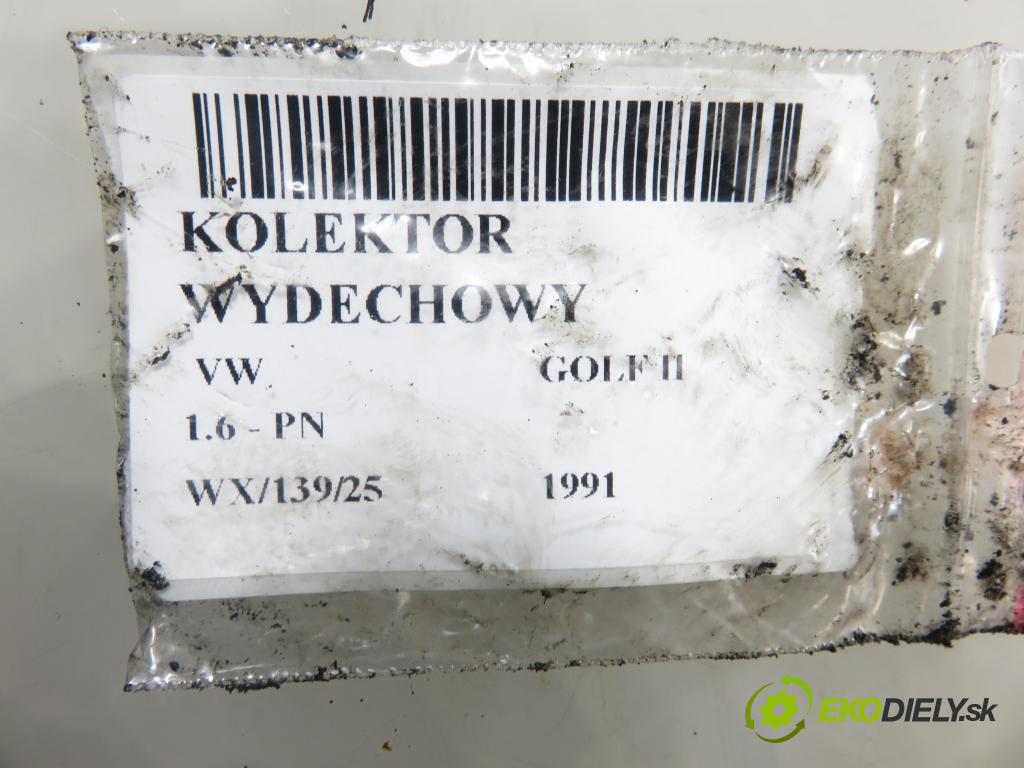 KOLEKTOR
WYDECHOWY
VW GOLF II
1.6 - PN
WX/139/25 1991
EKODIELY.sk